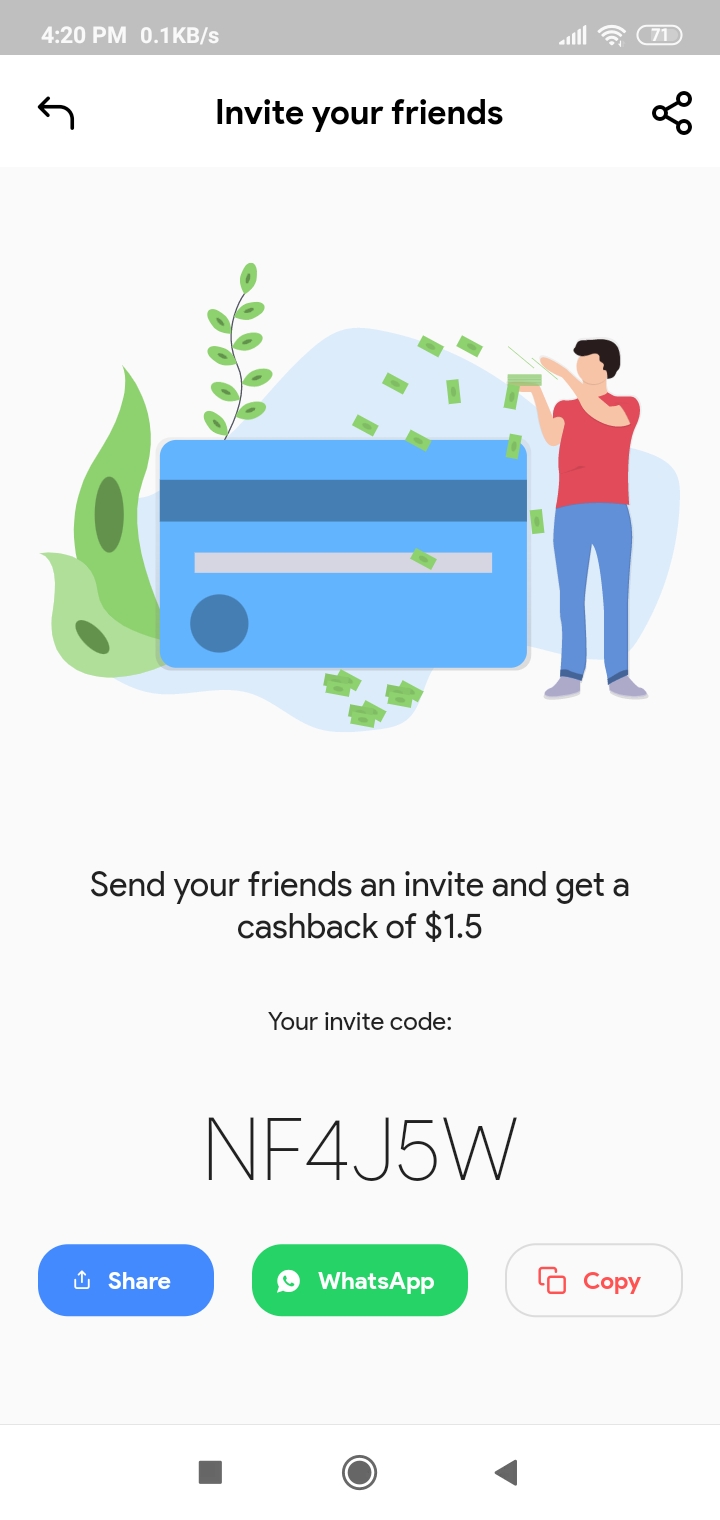 4:20 PM 0.1KB/s 71
Invite your friends
Send your friends an invite and get a
cashback of $1.5
Your invite code:
NF4J5W
Share WhatsApp Copy